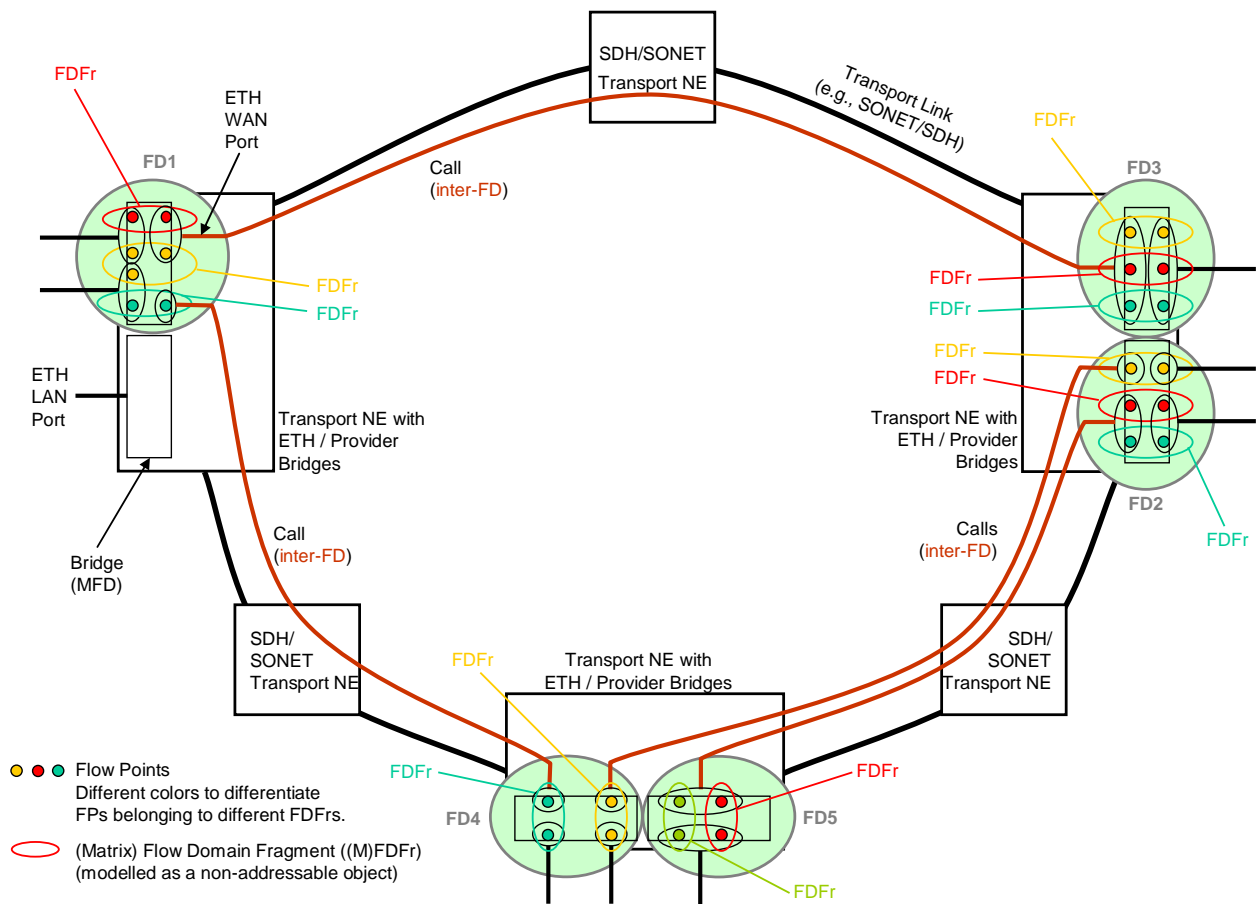 SDH/SONET
Transport NE
Transport Link
(e.g., SONET/SDH)
FDFr
ETH
WAN
Port
FD1
Call
(inter-FD)
FDFr
FD3
FDFr
FDFr
FDFr
FDFr
FDFr
FDFr
ETH
LAN
Port
Transport NE with
ETH / Provider
Bridges
Transport NE with
ETH / Provider
Bridges
FD2
FDFr
Bridge
(MFD)
Call
(inter-FD)
Calls
(inter-FD)
SDH/
SONET
Transport NE
FDFr
Transport NE with
ETH / Provider Bridges
SDH/
SONET
Transport NE
FDFr
FDFr
FD4
FD5
FDFr
Flow Points
Different colors to differentiate
FPs belonging to different FDFrs.
(Matrix) Flow Domain Fragment ((M)FDFr)
(modelled as a non-addressable object)